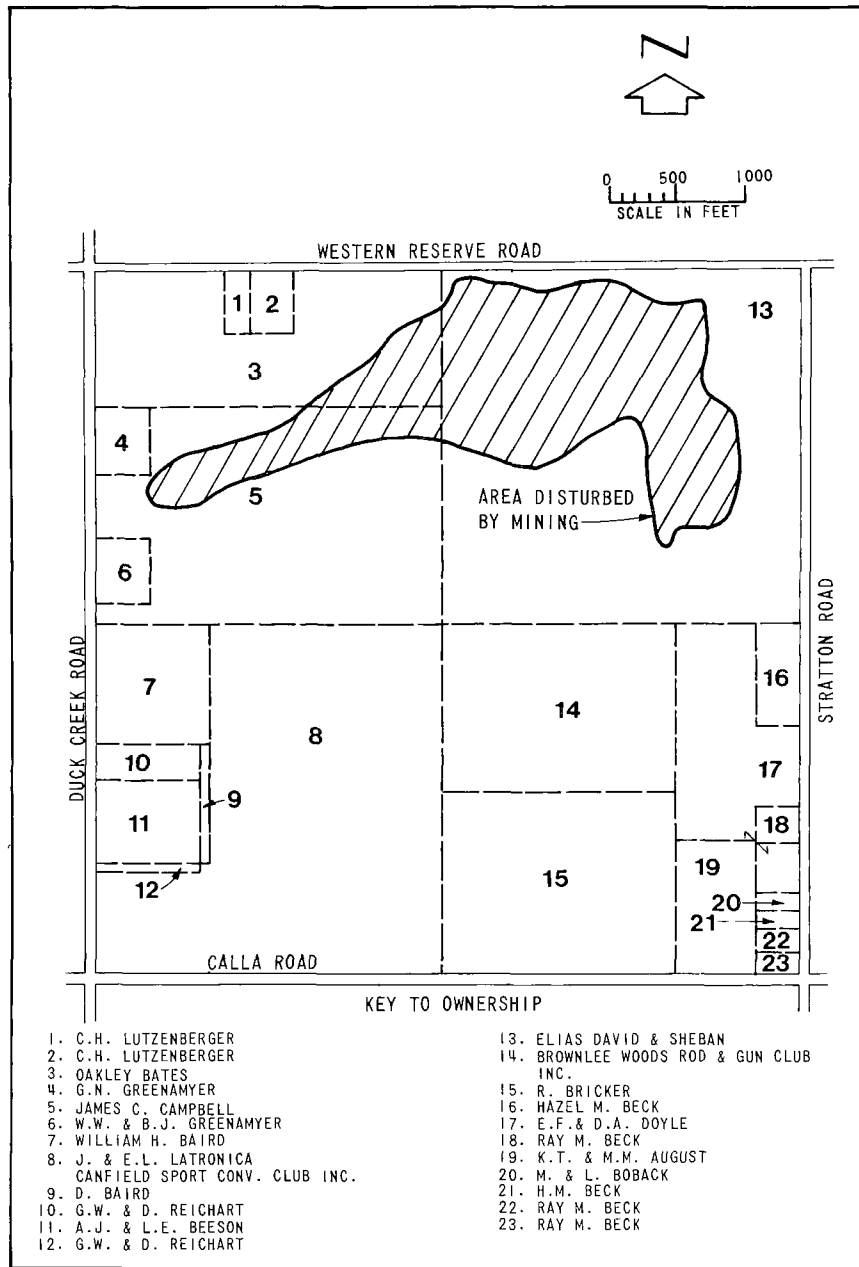 N
0 500 1000
SCALE IN FEET
WESTERN RESERVE ROAD
1
2
13
3
4
5
AREA DISTURBED
BY MINING
6
DUCK CREEK ROAD
STRATTON ROAD
7
8
14
16
10
9
17
11
18
12
15
19
20
21
22
23
CALLA ROAD
KEY TO OWNERSHIP
1. C.H. LUTZENBERGER
2. C.H. LUTZENBERGER
3. OAKLEY BATES
4. G.N. GREENAMYER
5. JAMES C. CAMPBELL
6. W.W. & B.J. GREENAMYER
7. WILLIAM H. BAIRD
8. J. & E.L. LATRONICA
CANFIELD SPORT CONV. CLUB INC.
9. D. BAIRD
10. G.W. & D. REICHART
11. A.J. & L.E. BEESON
12. G.W. & D. REICHART
13. ELIAS DAVID & SHEBAN
14. BROWNLEE WOODS ROD & GUN CLUB
INC.
15. R. BRICKER
16. HAZEL M. BECK
17. E.F. & D.A. DOYLE
18. RAY M. BECK
19. K.T. & M.M. AUGUST
20. M. & L. BOBACK
21. H.M. BECK
22. RAY M. BECK
23. RAY M. BECK